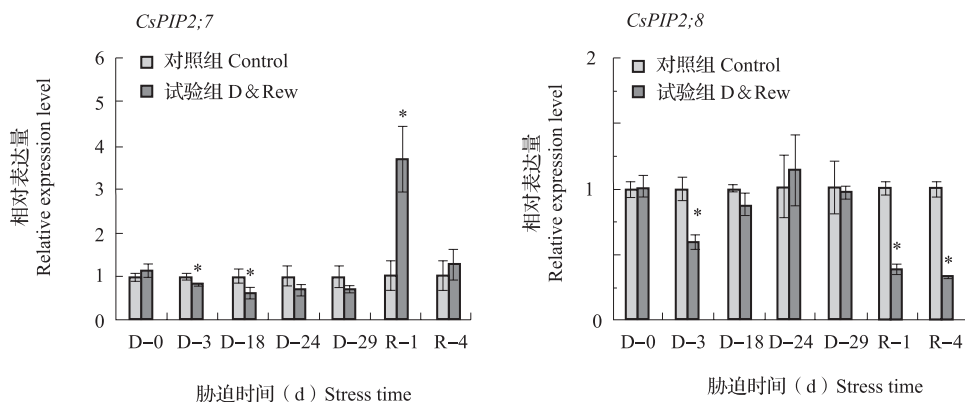 CsPIP2;7
6
5
4
3
2
1
0
相对表达量
Relative expression level
对照组 Control
试验组 D&Rew
*
*
*
D-0 D-3 D-18 D-24 D-29 R-1 R-4
胁迫时间（d）Stress time
CsPIP2;8
2
1
0
相对表达量
Relative expression level
对照组 Control
试验组 D&Rew
*
*
*
D-0 D-3 D-18 D-24 D-29 R-1 R-4
胁迫时间（d）Stress time